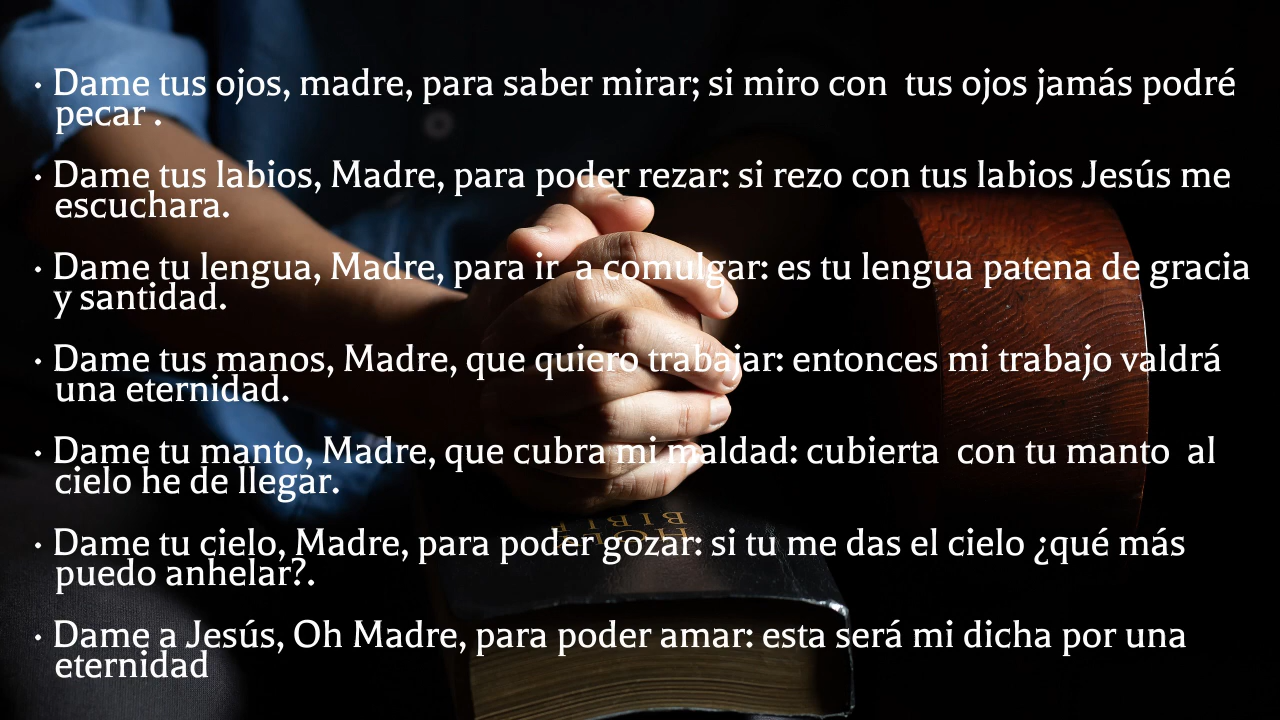 • Dame tus ojos, madre, para saber mirar; si miro con  tus ojos jamás podré
pecar .
• Dame tus labios, Madre, para poder rezar: si rezo con tus labios Jesús me
escuchara.
• Dame tu lengua, Madre, para ir  a comulgar: es tu lengua patena de gracia
y santidad.
• Dame tus manos, Madre, que quiero trabajar: entonces mi trabajo valdrá
una eternidad.
• Dame tu manto, Madre, que cubra mi maldad: cubierta  con tu manto  al
cielo he de llegar.
HOLY
BIBLE
• Dame tu cielo, Madre, para poder gozar: si tu me das el cielo ¿qué más
puedo anhelar?.
• Dame a Jesús, Oh Madre, para poder amar: esta será mi dicha por una
eternidad